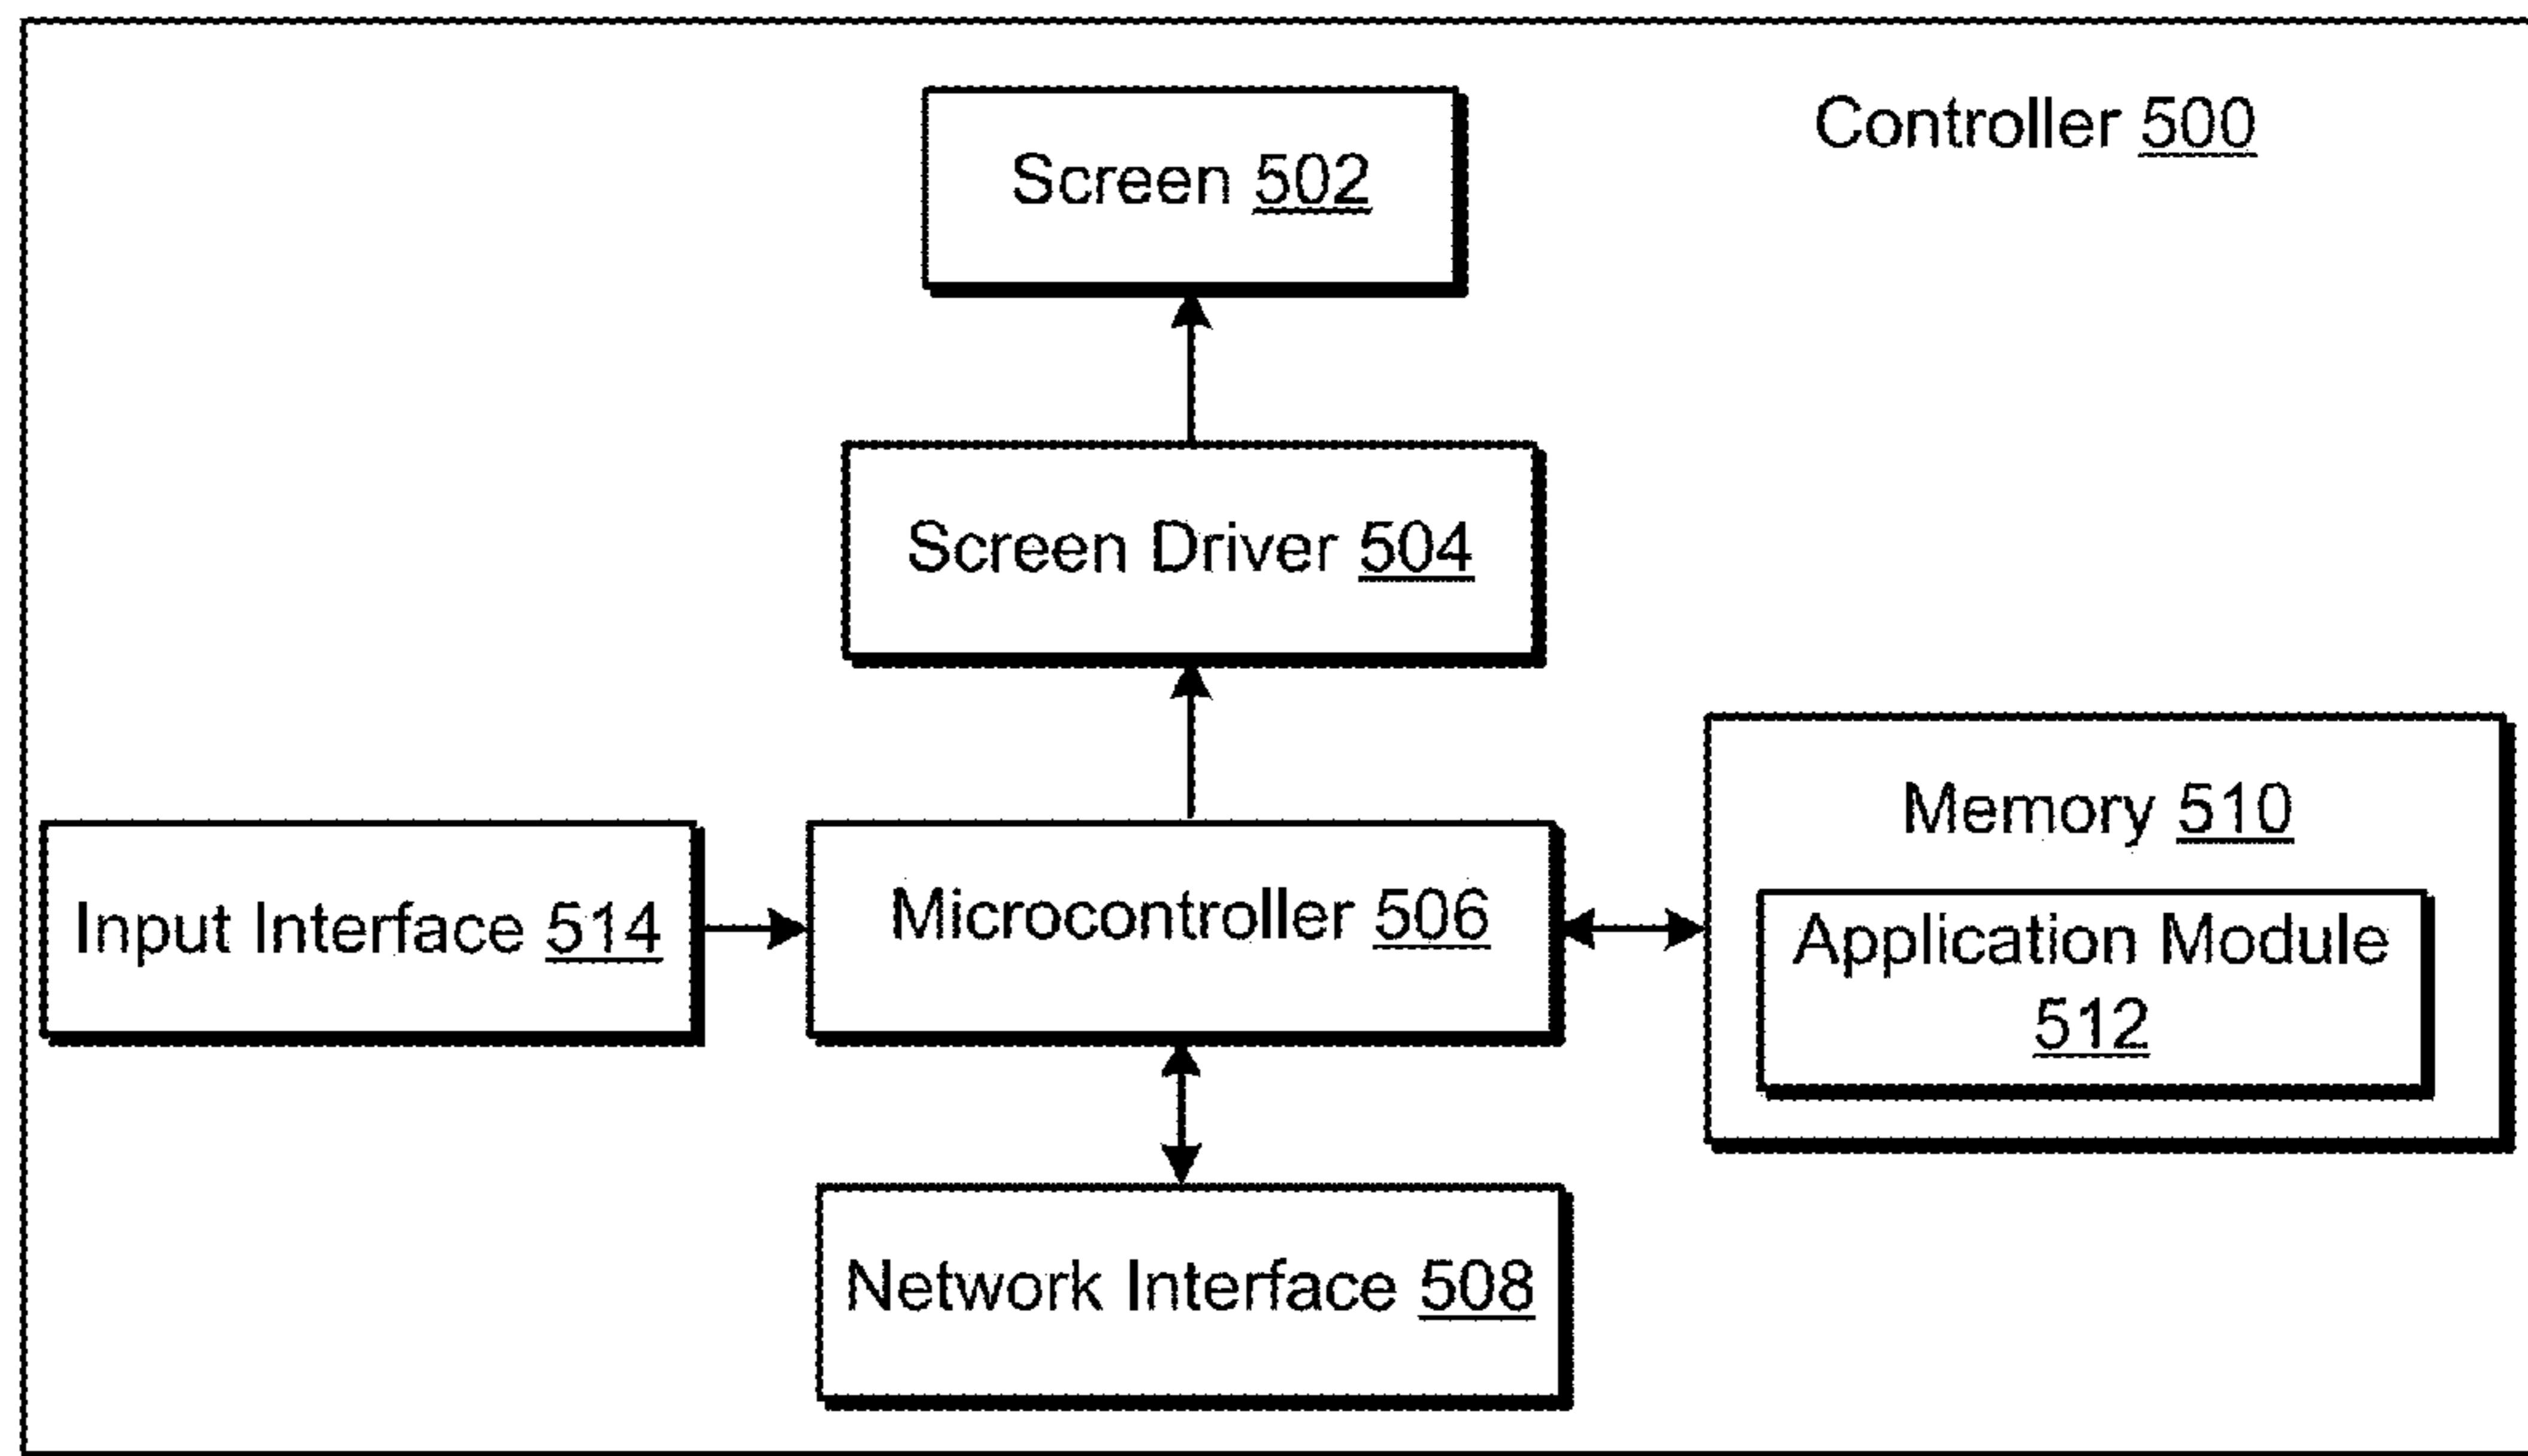 Controller 500
Screen 502
Screen Driver 504
Input Interface 514
Microcontroller 506
Memory 510
Application Module
512
Network Interface 508